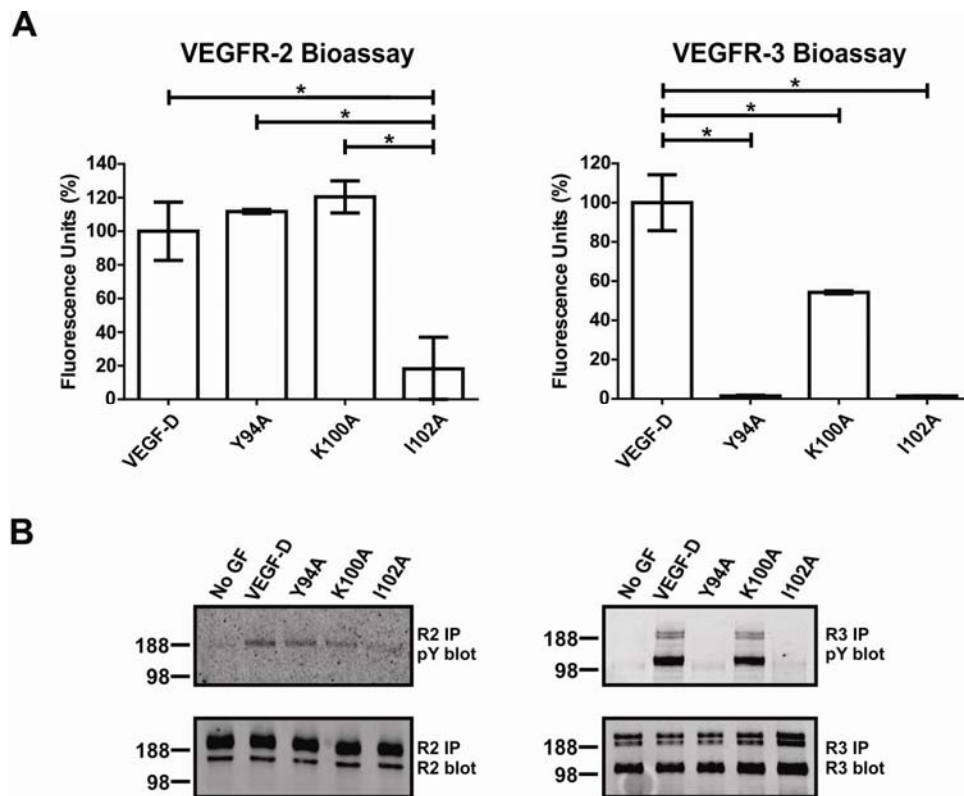 A
VEGFR-2 Bioassay
*
*
*
Fluorescence Units (%)
140
120
100
80
60
40
20
0
VEGF-D
Y94A
K100A
I102A
VEGFR-3 Bioassay
*
*
*
Fluorescence Units (%)
120
100
80
60
40
20
0
VEGF-D
Y94A
K100A
I102A
B
No GF
VEGF-D
Y94A
K100A
I102A
188
98
R2 IP
pY blot
188
98
R2 IP
R2 blot
No GF
VEGF-D
Y94A
K100A
I102A
188
98
R3 IP
pY blot
188
98
R3 IP
R3 blot